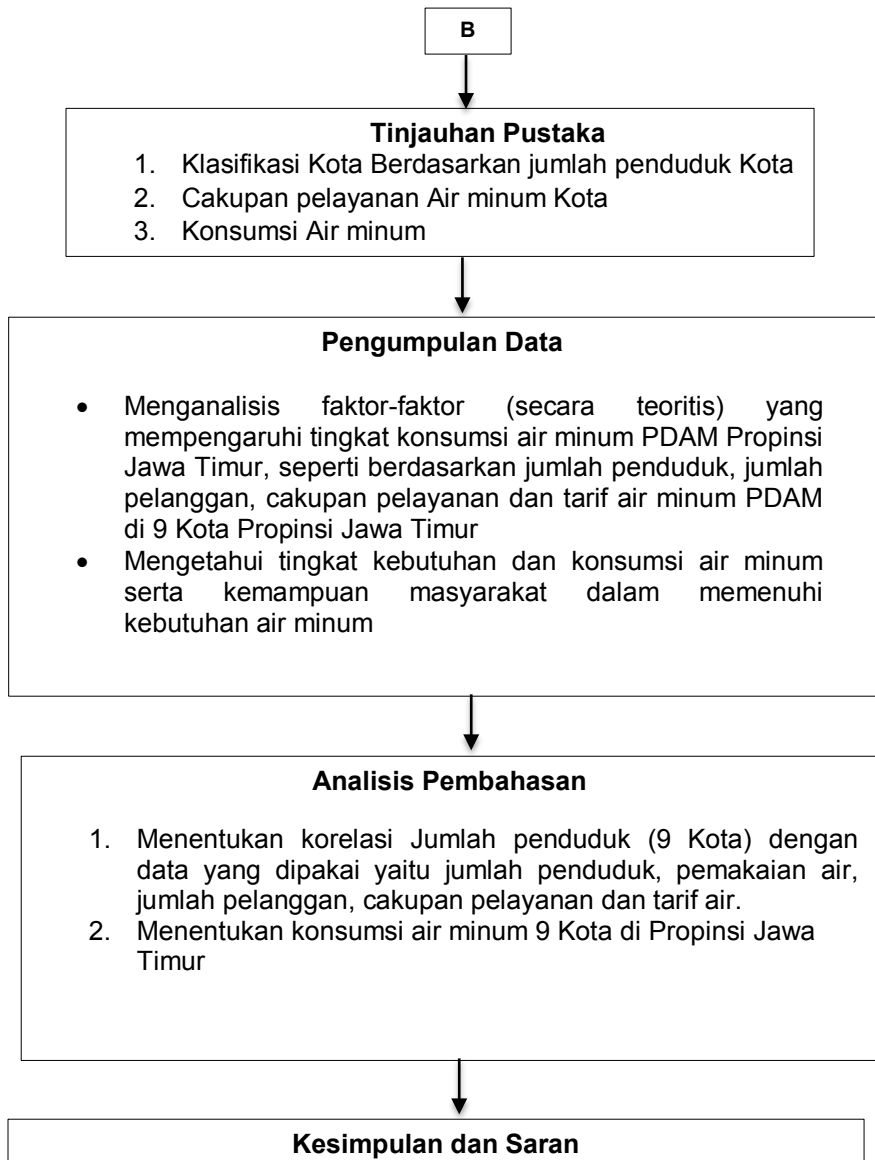 B
Tinjauhan Pustaka
1. Klasifikasi Kota Berdasarkan jumlah penduduk Kota
2. Cakupan pelayanan Air minum Kota
3. Konsumsi Air minum
Pengumpulan Data
• Menganalisis faktor-faktor (secara teoritis) yang
mempengaruhi tingkat konsumsi air minum PDAM Propinsi
Jawa Timur, seperti berdasarkan jumlah penduduk, jumlah
pelanggan, cakupan pelayanan dan tarif air minum PDAM
di 9 Kota Propinsi Jawa Timur
• Mengetahui tingkat kebutuhan dan konsumsi air minum
serta kemampuan masyarakat dalam memenuhi
kebutuhan air minum
Analisis Pembahasan
1. Menentukan korelasi Jumlah penduduk (9 Kota) dengan
data yang dipakai yaitu jumlah penduduk, pemakaian air,
jumlah pelanggan, cakupan pelayanan dan tarif air.
2. Menentukan konsumsi air minum 9 Kota di Propinsi Jawa
Timur
Kesimpulan dan Saran